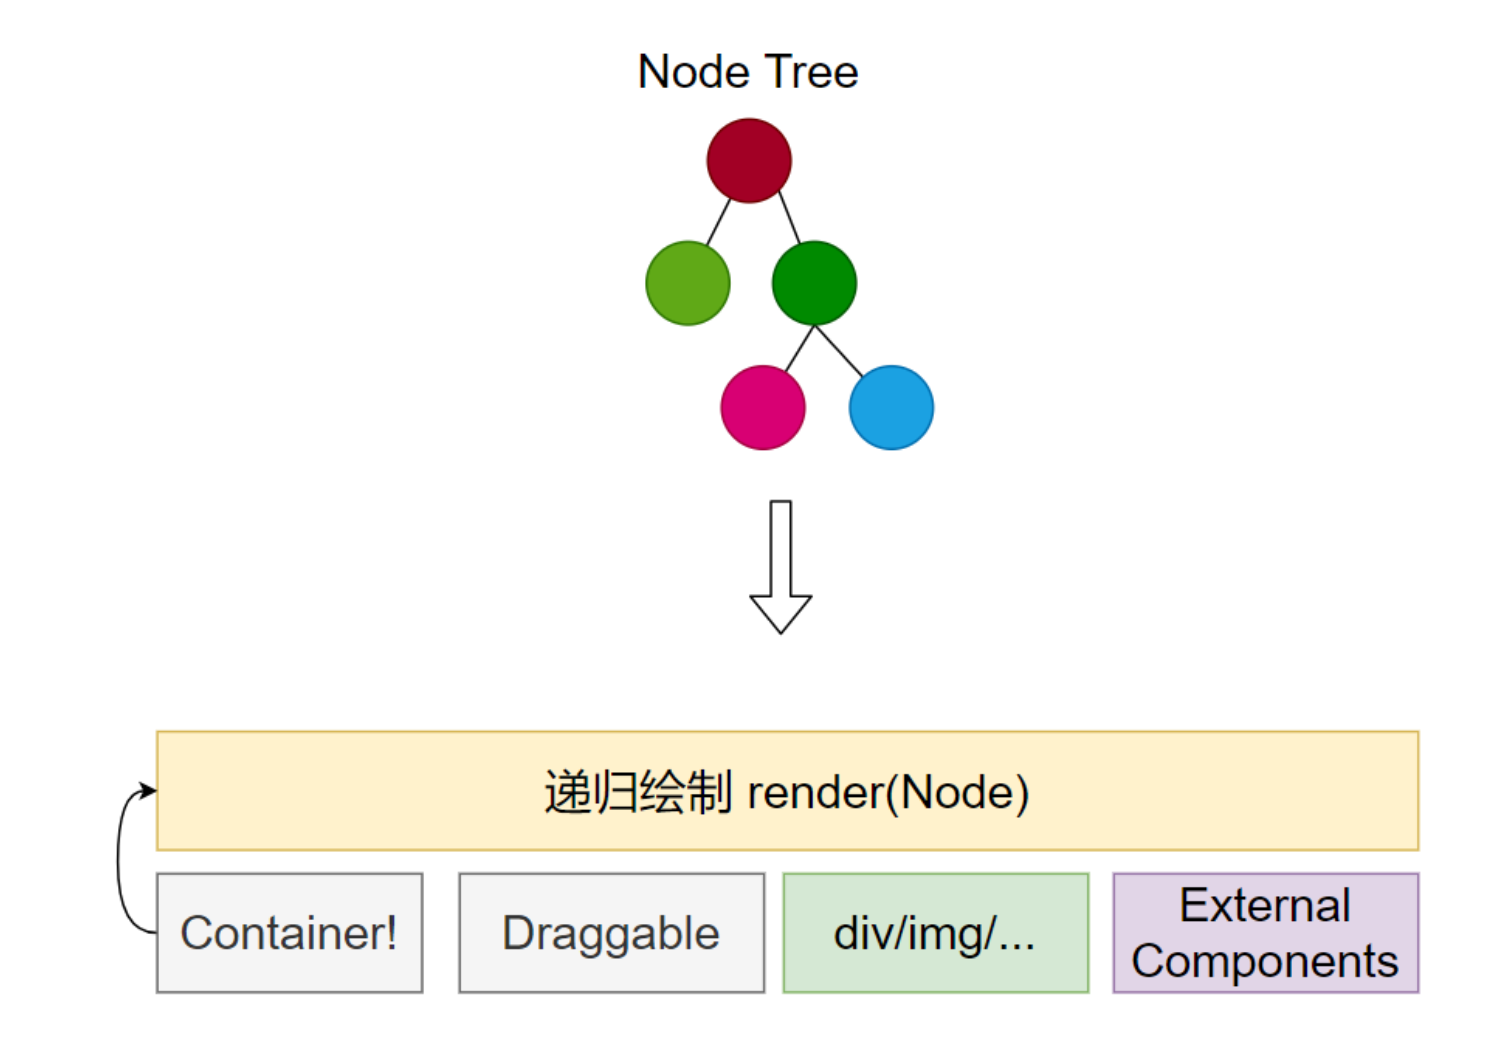 Node Tree
递归绘制 render(Node)
Container!
Draggable
div/img/...
External
Components